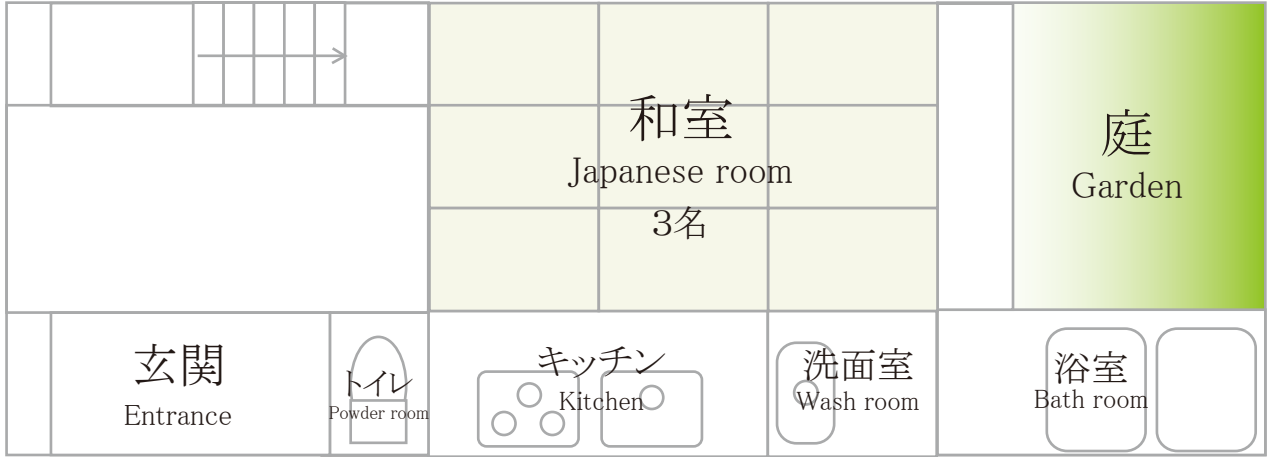 和室
Japanese room
3名
庭
Garden
玄関
Entrance
トイレ
Powder room
キッチン
Kitchen
洗面室
Wash room
浴室
Bath room